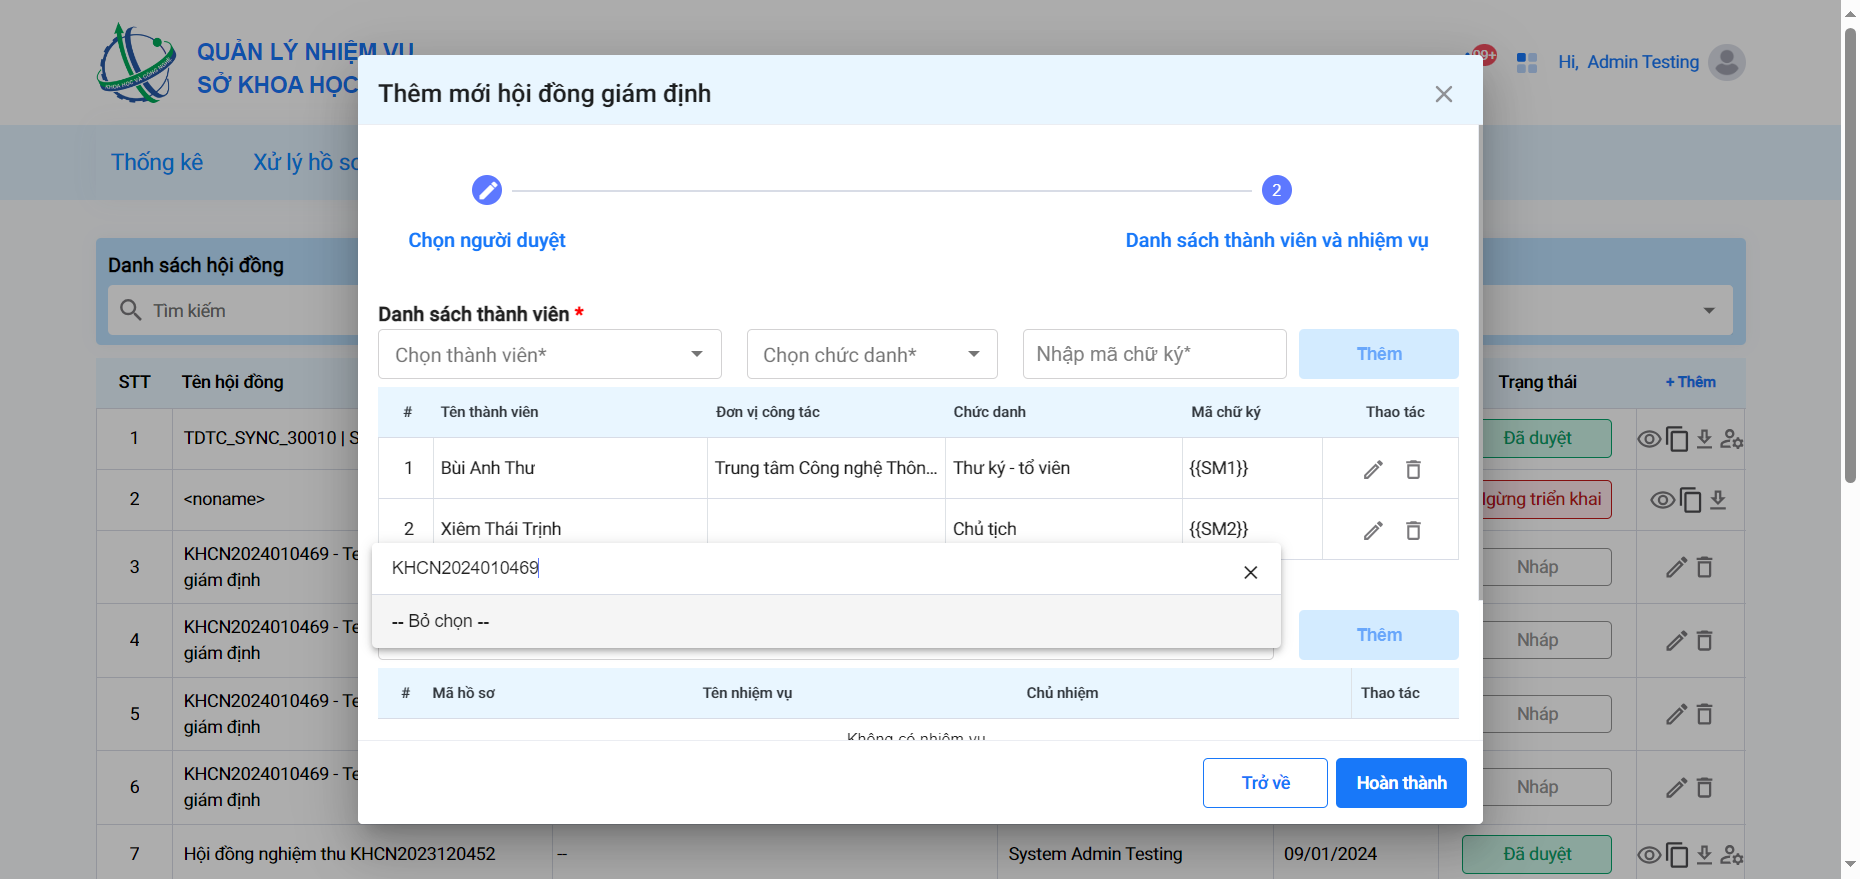 QUẢN LÝ NHIỆM VỤ
SỞ KHOA HỌC
99+
Hi, Admin Testing
Thống kê
Xử lý hồ sơ
Thêm mới hội đồng giám định
2
Chọn người duyệt
Danh sách thành viên và nhiệm vụ
Danh sách hội đồng
Tìm kiếm
Danh sách thành viên *
Chọn thành viên*
Chọn chức danh*
Nhập mã chữ ký*
Thêm
STT
Tên hội đồng
Trạng thái
+ Thêm
# Tên thành viên Đơn vị công tác Chức danh Mã chữ ký Thao tác
1 Bùi Anh Thư Trung tâm Công nghệ Thôn... Thư ký - tổ viên {{SM1}}
2 Xiêm Thái Trịnh Chủ tịch {{SM2}}
KHCN2024010469
-- Bỏ chọn --
Thêm
# Mã hồ sơ Tên nhiệm vụ Chủ nhiệm Thao tác
Không có nhiệm vụ
Trở về
Hoàn thành
1 TDTC_SYNC_30010 | S Đã duyệt
2 <noname> Ngừng triển khai
3 KHCN2024010469 - Te
giám định
Nháp
4 KHCN2024010469 - Te
giám định
Nháp
5 KHCN2024010469 - Te
giám định
Nháp
6 KHCN2024010469 - Te
giám định
Nháp
7 Hội đồng nghiệm thu KHCN2023120452 -- System Admin Testing 09/01/2024 Đã duyệt